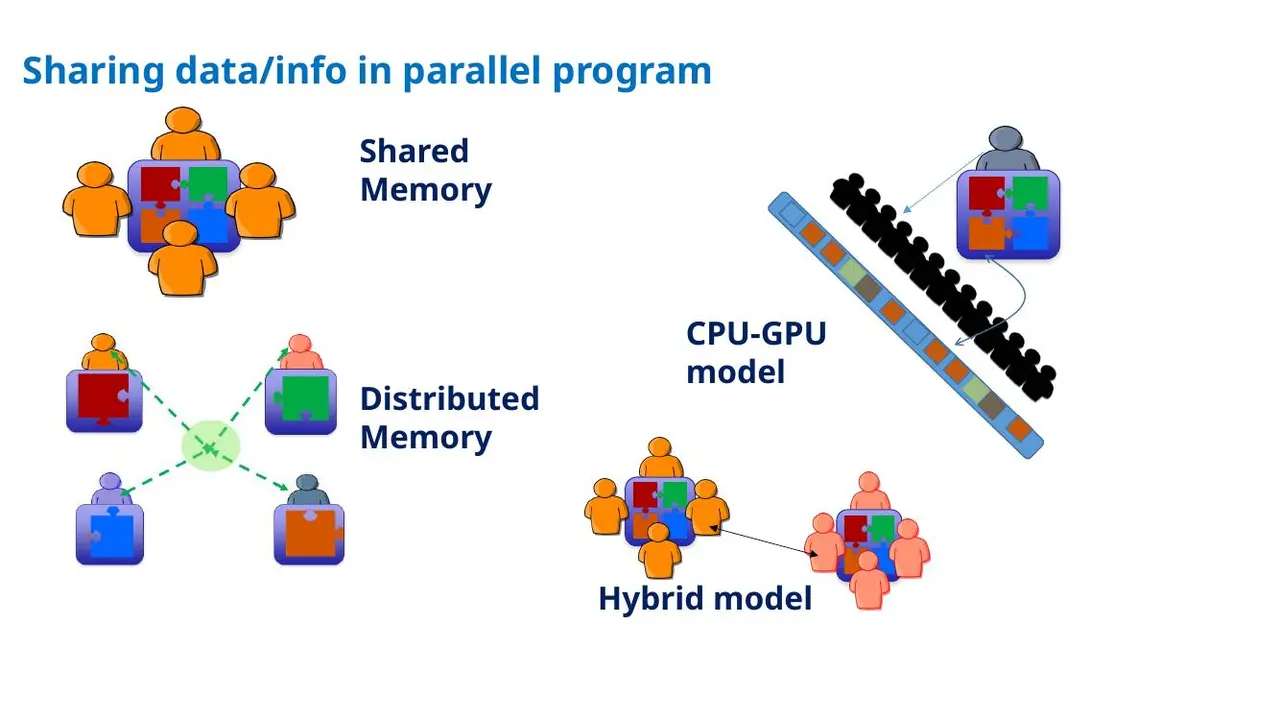 Sharing data/info in parallel program
Shared
Memory
Distributed
Memory
CPU-GPU
model
Hybrid model